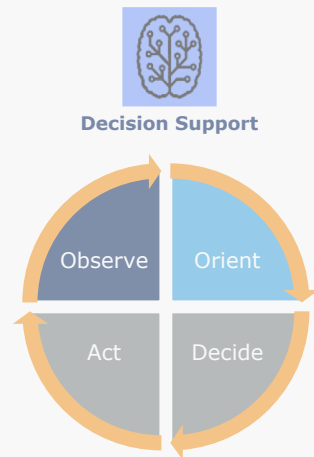 Decision Support
Observe
Orient
Act
Decide